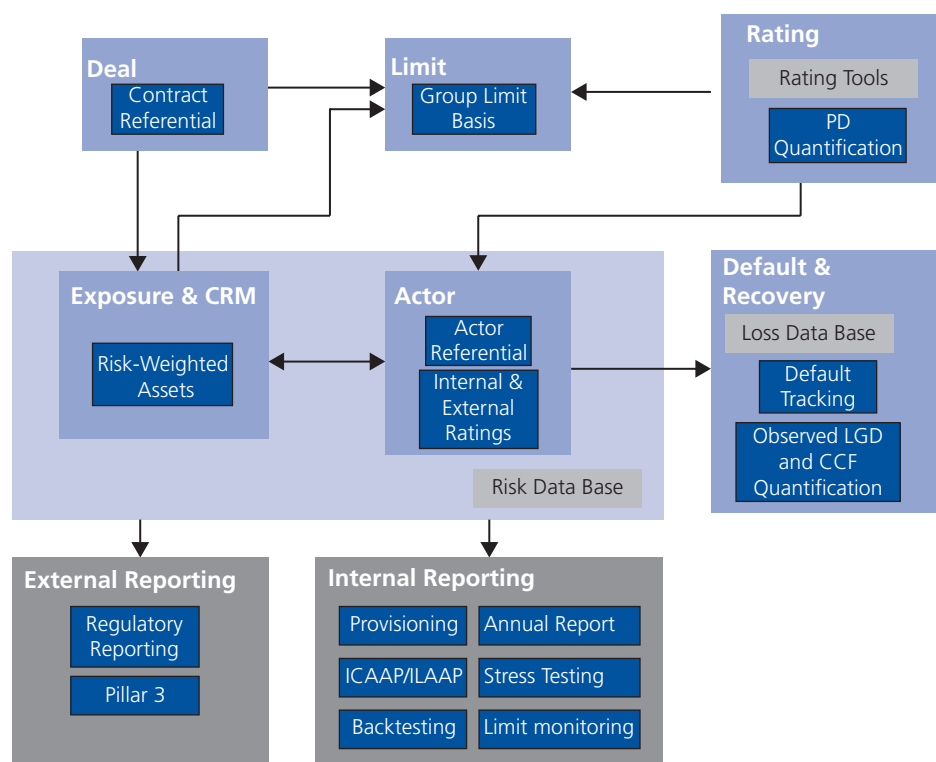 Deal
Contract
Referential
Limit
Group Limit
Basis
Rating
Rating Tools
PD
Quantification
Exposure & CRM
Risk-Weighted
Assets
Actor
Actor
Referential
Internal &
External
Ratings
Risk Data Base
Default &
Recovery
Loss Data Base
Default
Tracking
Observed LGD
and CCF
Quantification
External Reporting
Regulatory
Reporting
Pillar 3
Internal Reporting
Provisioning
Annual Report
ICAAP/ILAAP
Stress Testing
Backtesting
Limit monitoring